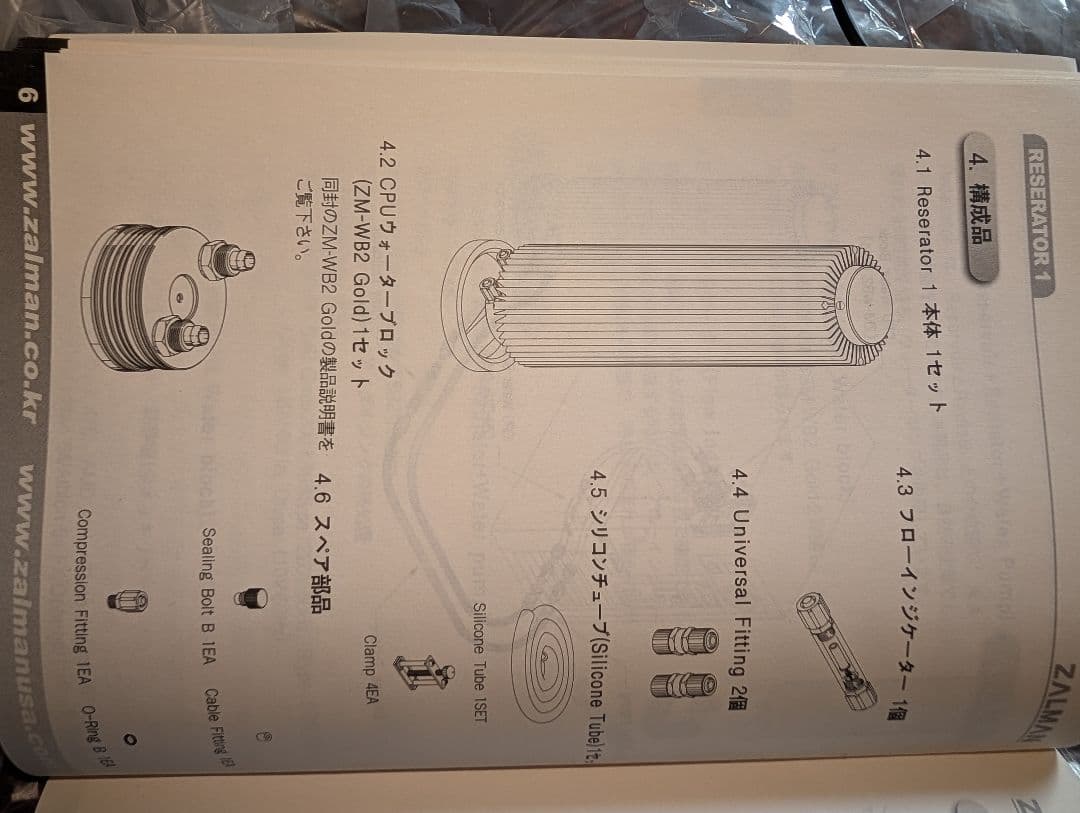 RESERATOR 1
ZALMAN
4. 構成品
4.1 Reserator 1 本体 1セット
4.2 CPUウォーターブロック
(ZM-WB2 Gold)1セット
同封のZM-WB2 Goldの製品説明書を
ご覧下さい。
4.3 フローインジケーター 1個
4.4 Universal Fitting 2個
4.5 シリコンチューブ(Silicone Tube)1セ
Silicone Tube 1SET
Clamp 4EA
4.6 スペア部品
Sealing Bolt B 1EA
Cable Fitting 1EA
Compression Fitting 1EA
O-Ring B 1EA
6 www.zalman.co.kr www.zalmanusa.co